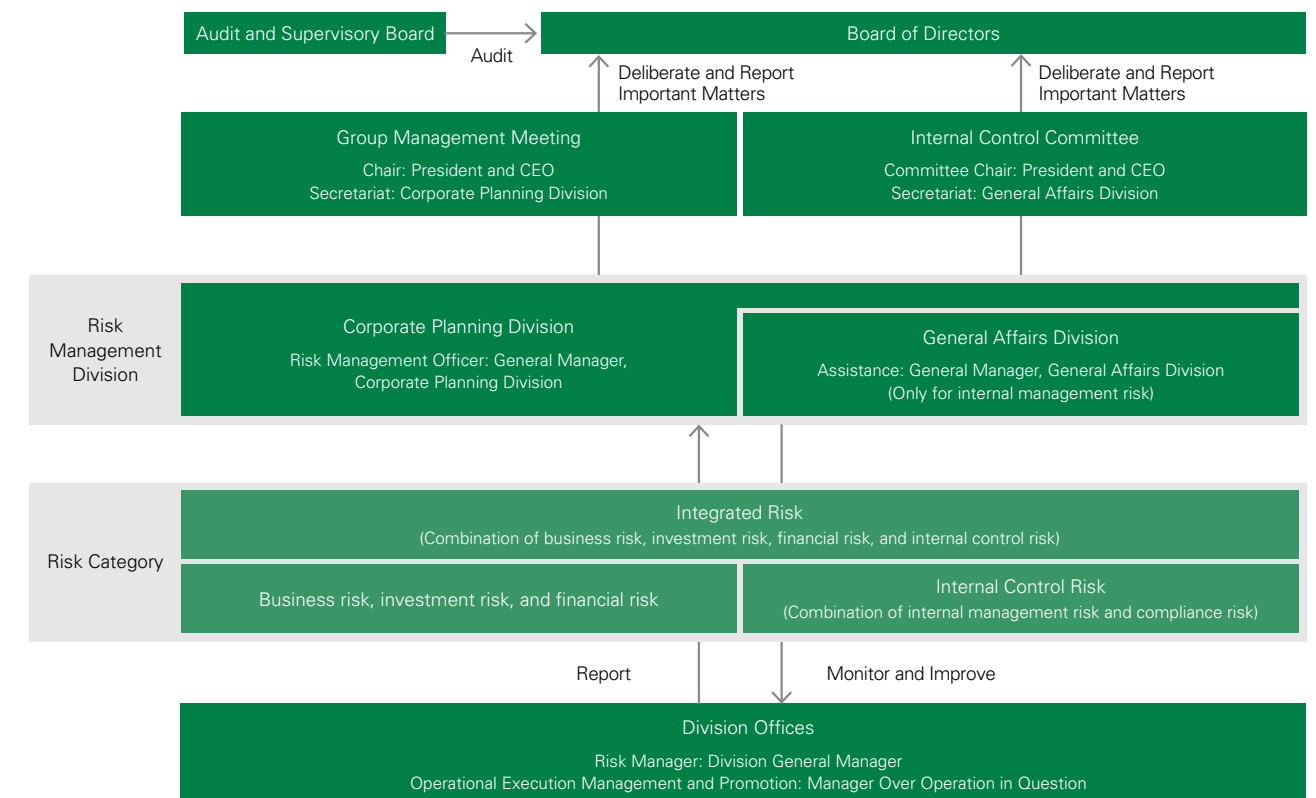 Audit and Supervisory Board
Audit
Board of Directors
Deliberate and Report
Important Matters
Deliberate and Report
Important Matters
Group Management Meeting
Chair: President and CEO
Secretariat: Corporate Planning Division
Internal Control Committee
Committee Chair: President and CEO
Secretariat: General Affairs Division
Risk
Management
Division
Corporate Planning Division
Risk Management Officer: General Manager,
Corporate Planning Division
General Affairs Division
Assistance: General Manager, General Affairs Division
(Only for internal management risk)
Risk Category
Integrated Risk
(Combination of business risk, investment risk, financial risk, and internal control risk)
Business risk, investment risk, and financial risk
Internal Control Risk
(Combination of internal management risk and compliance risk)
Report
Monitor and Improve
Division Offices
Risk Manager: Division General Manager
Operational Execution Management and Promotion: Manager Over Operation in Question